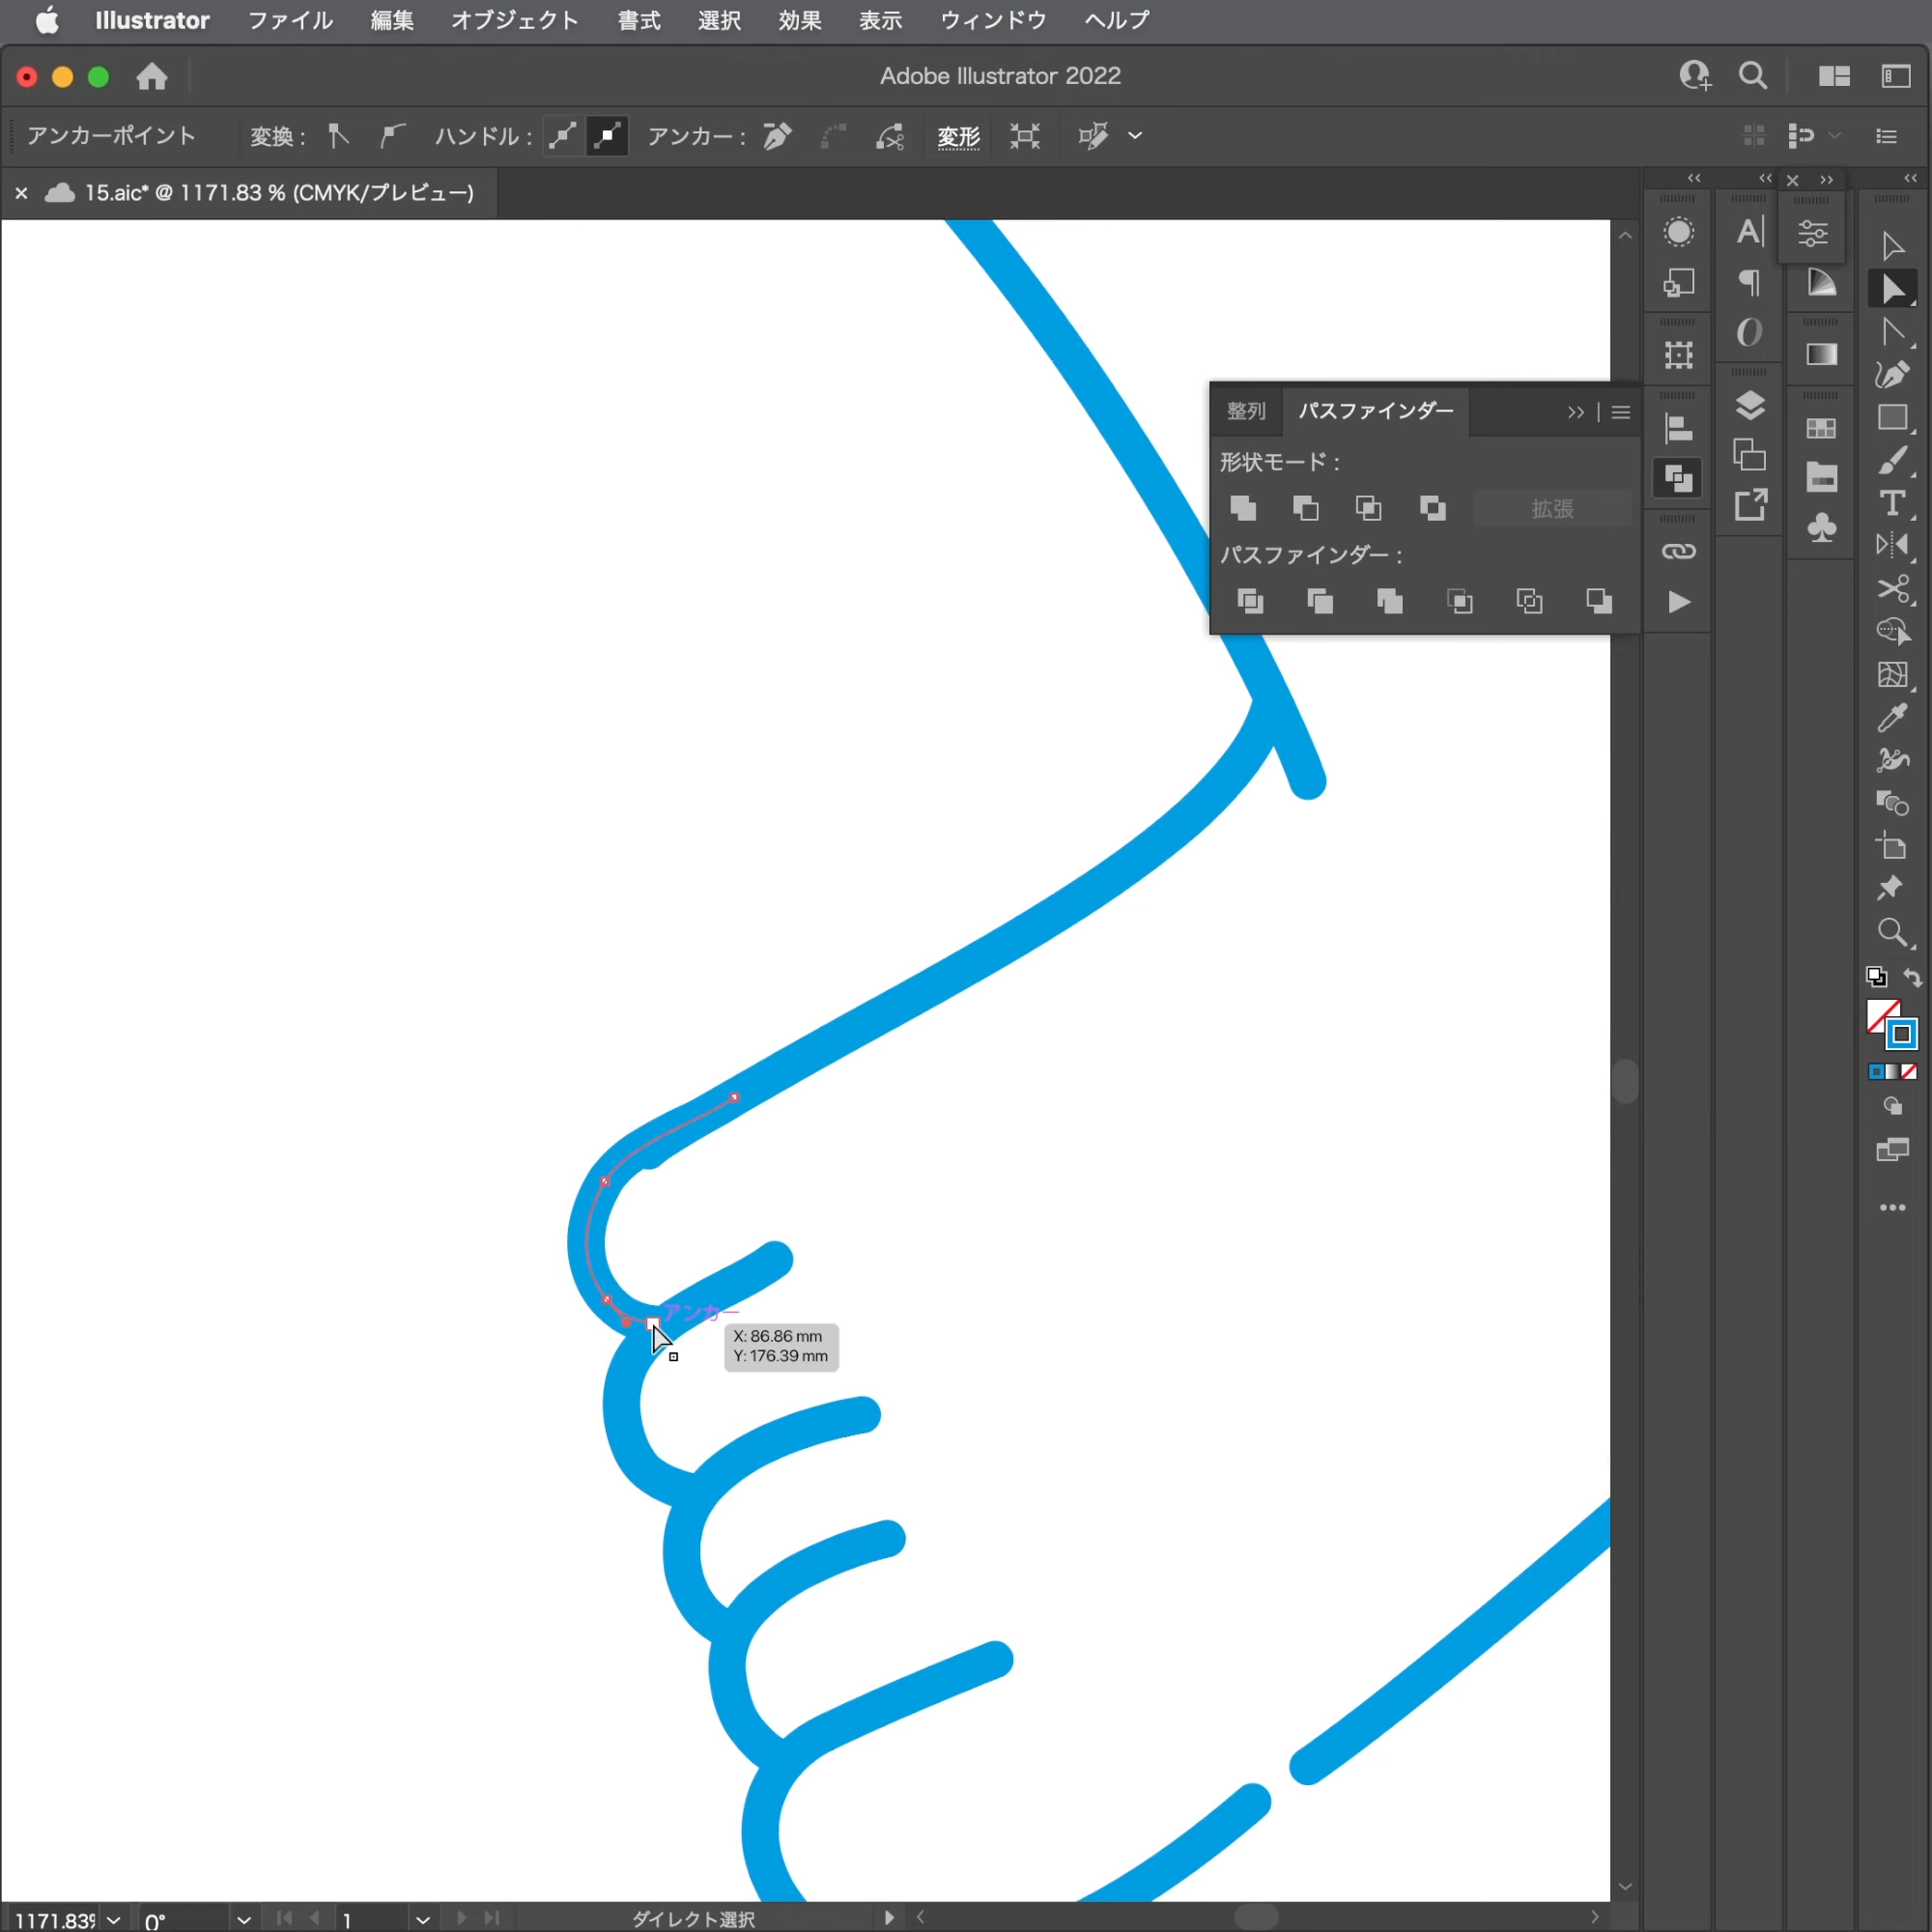 Illustrator ファイル 編集 オブジェクト 書式 選択 効果 表示 ウィンドウ ヘルプ
Adobe Illustrator 2022
アンカーポイント 変換： ハンドル： アンカー： 変形
15.aic* @ 1171.83 % (CMYK/プレビュー)
整列 パスファインダー
形状モード：
拡張
パスファインダー：
アンカー
X: 86.86 mm
Y: 176.39 mm
1171.839 0° 1 ダイレクト選択